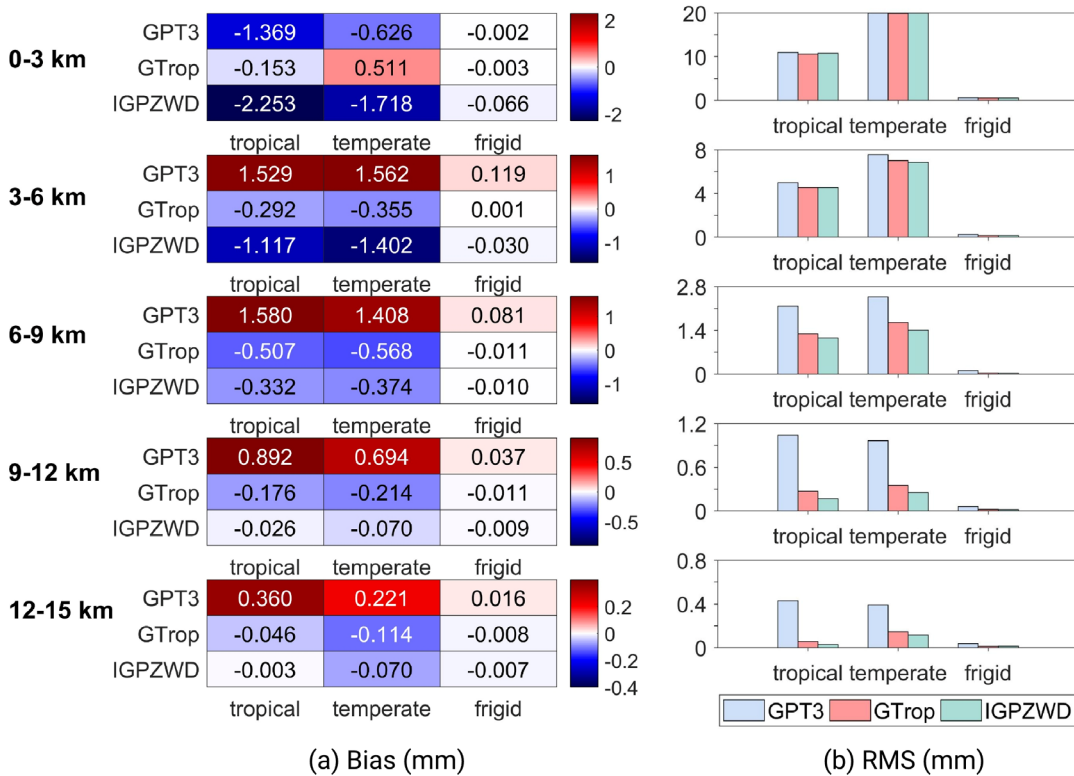 0-3 km
GPT3 -1.369 -0.626 -0.002
GTrop -0.153 0.511 -0.003
IGPZWD -2.253 -1.718 -0.066
tropical temperate frigid
2
0
-2
20
10
0
tropical temperate frigid
3-6 km
GPT3 1.529 1.562 0.119
GTrop -0.292 -0.355 0.001
IGPZWD -1.117 -1.402 -0.030
tropical temperate frigid
1
0
-1
8
4
0
tropical temperate frigid
6-9 km
GPT3 1.580 1.408 0.081
GTrop -0.507 -0.568 -0.011
IGPZWD -0.332 -0.374 -0.010
tropical temperate frigid
1
0
-1
2.8
1.4
0
tropical temperate frigid
9-12 km
GPT3 0.892 0.694 0.037
GTrop -0.176 -0.214 -0.011
IGPZWD -0.026 -0.070 -0.009
tropical temperate frigid
0.5
0
-0.5
1.2
0.6
0
tropical temperate frigid
12-15 km
GPT3 0.360 0.221 0.016
GTrop -0.046 -0.114 -0.008
IGPZWD -0.003 -0.070 -0.007
tropical temperate frigid
0.2
0
-0.2
-0.4
0.8
0.4
0
tropical temperate frigid
GPT3 GTrop IGPZWD
(a) Bias (mm)
(b) RMS (mm)